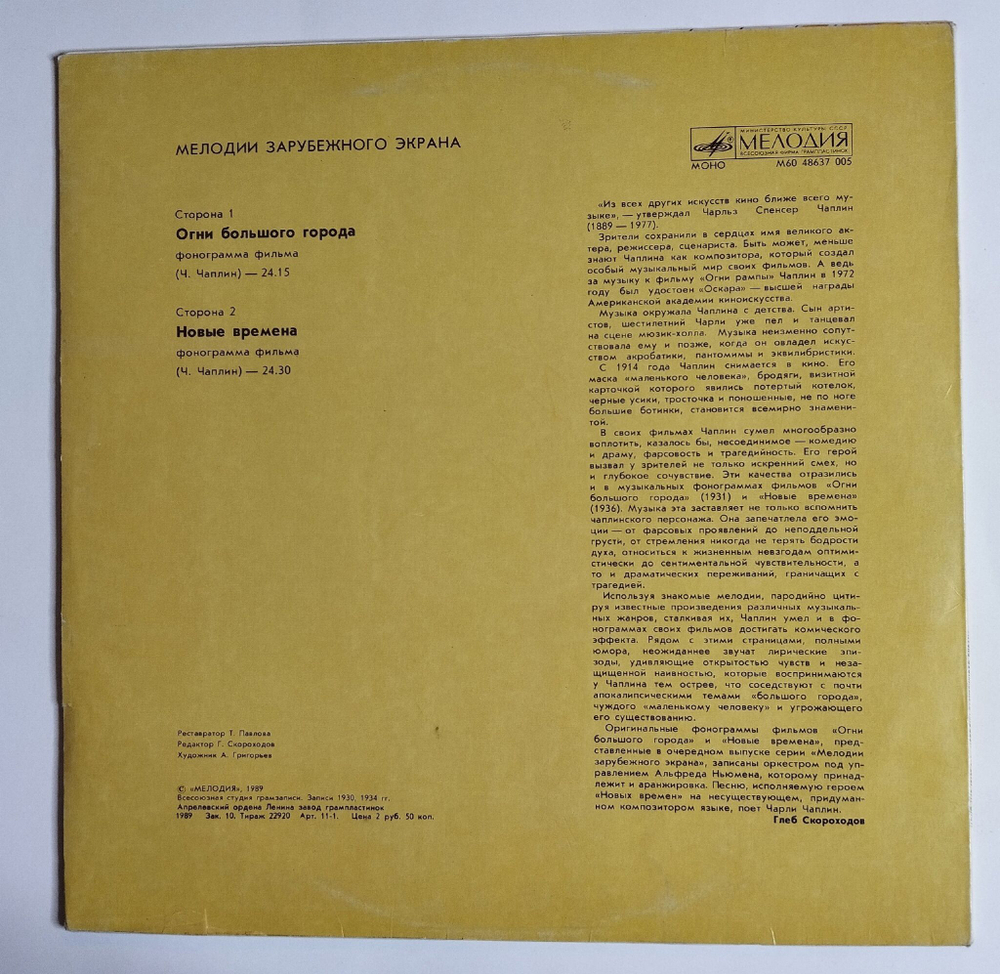 МЕЛОДИИ ЗАРУБЕЖНОГО ЭКРАНА
МИНИСТЕРСТВО КУЛЬТУРЫ СССР
МЕЛОДИЯ
ВСЕСОЮЗНАЯ ФИРМА ГРАМПЛАСТИНОК
МОНО М60 48637 005
Сторона 1
Огни большого города
фонограмма фильма
(Ч. Чаплин) — 24.15
Сторона 2
Новые времена
фонограмма фильма
(Ч. Чаплин) — 24.30
«Из всех других искусств кино ближе всего му-
зыке», — утверждал Чарльз Спенсер Чаплин
(1889 — 1977).
Зрители сохранили в сердцах имя великого ак-
тера, режиссера, сценариста. Быть может, меньше
знают Чаплина как композитора, который создал
особый музыкальный мир своих фильмов. А ведь
за музыку к фильму «Огни рампы» Чаплин в 1972
году был удостоен «Оскара» — высшей награды
Американской академии киноискусства.
Музыка окружала Чаплина с детства. Сын арти-
стов, шестилетний Чарли уже пел и танцевал
на сцене мюзик-холла. Музыка неизменно сопут-
ствовала ему и позже, когда он овладел искус-
ством акробатики, пантомимы и эквилибристики.
С 1914 года Чаплин снимается в кино. Его
маска «маленького человека», бродяги, визитной
карточкой которого явились потертый котелок,
черные усики, тросточка и поношенные, не по ноге
большие ботинки, становится всемирно знамени-
той.
В своих фильмах Чаплин сумел многообразно
воплотить, казалось бы, несоединимое — комедию
и драму, фарсовость и трагедийность. Его герой
вызвал у зрителей не только искренний смех, но
и глубокое сочувствие. Эти качества отразились
и в музыкальных фонограммах фильмов «Огни
большого города» (1931) и «Новые времена»
(1936). Музыка эта заставляет не только вспомнить
чаплинского персонажа. Она запечатлела его эмо-
ции — от фарсовых проявлений до неподдельной
грусти, от стремления никогда не терять бодрости
духа, относиться к жизненным невзгодам оптими-
стически до сентиментальной чувствительности, а
то и драматических переживаний, граничащих с
трагедией.
Используя знакомые мелодии, пародийно цити-
руя известные произведения различных музыкаль-
ных жанров, сталкивая их, Чаплин умел и в фо-
нограммах своих фильмов достигать комического
эффекта. Рядом с этими страницами, полными
юмора, неожиданнее звучат лирические эпи-
зоды, удивляющие открытостью чувств и неза-
щищенной наивностью, которые воспринимаются
у Чаплина тем острее, что соседствуют с почти
апокалипсическими темами «большого города»,
чуждого «маленькому человеку» и угрожающего
его существованию.
Оригинальные фонограммы фильмов «Огни
большого города» и «Новые времена», пред-
ставленные в очередном выпуске серии «Мелодии
зарубежного экрана», записаны оркестром под уп-
равлением Альфреда Ньюмена, которому принад-
лежит и аранжировка. Песню, исполняемую героем
«Новых времен» на несуществующем, придуман-
ном композитором языке, поет Чарли Чаплин.
Глеб Скороходов
Реставратор Т. Павлова
Редактор Г. Скороходов
Художник А. Григорьев
© «МЕЛОДИЯ», 1989
Всесоюзная студия грамзаписи. Записи 1930, 1934 гг.
Апрелевский ордена Ленина завод грампластинок
1989 Зак. 10. Тираж 22920 Арт. 11-1. Цена 2 руб. 50 коп.